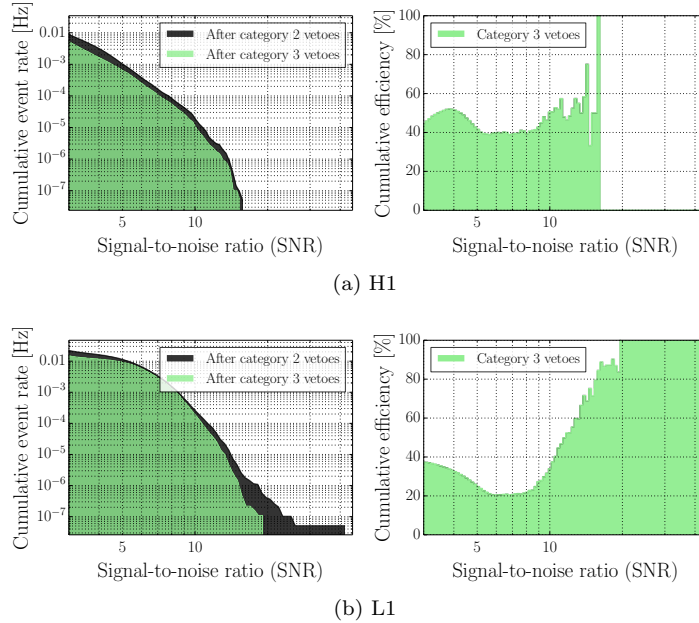 Cumulative event rate [Hz]
0.01
10⁻³
10⁻⁴
10⁻⁵
10⁻⁶
10⁻⁷
After category 2 vetoes
After category 3 vetoes
5
10
Signal-to-noise ratio (SNR)
Cumulative efficiency [%]
100
80
60
40
20
0
Category 3 vetoes
5
10
Signal-to-noise ratio (SNR)
(a) H1
Cumulative event rate [Hz]
0.01
10⁻³
10⁻⁴
10⁻⁵
10⁻⁶
10⁻⁷
After category 2 vetoes
After category 3 vetoes
5
10
Signal-to-noise ratio (SNR)
Cumulative efficiency [%]
100
80
60
40
20
0
Category 3 vetoes
5
10
Signal-to-noise ratio (SNR)
(b) L1